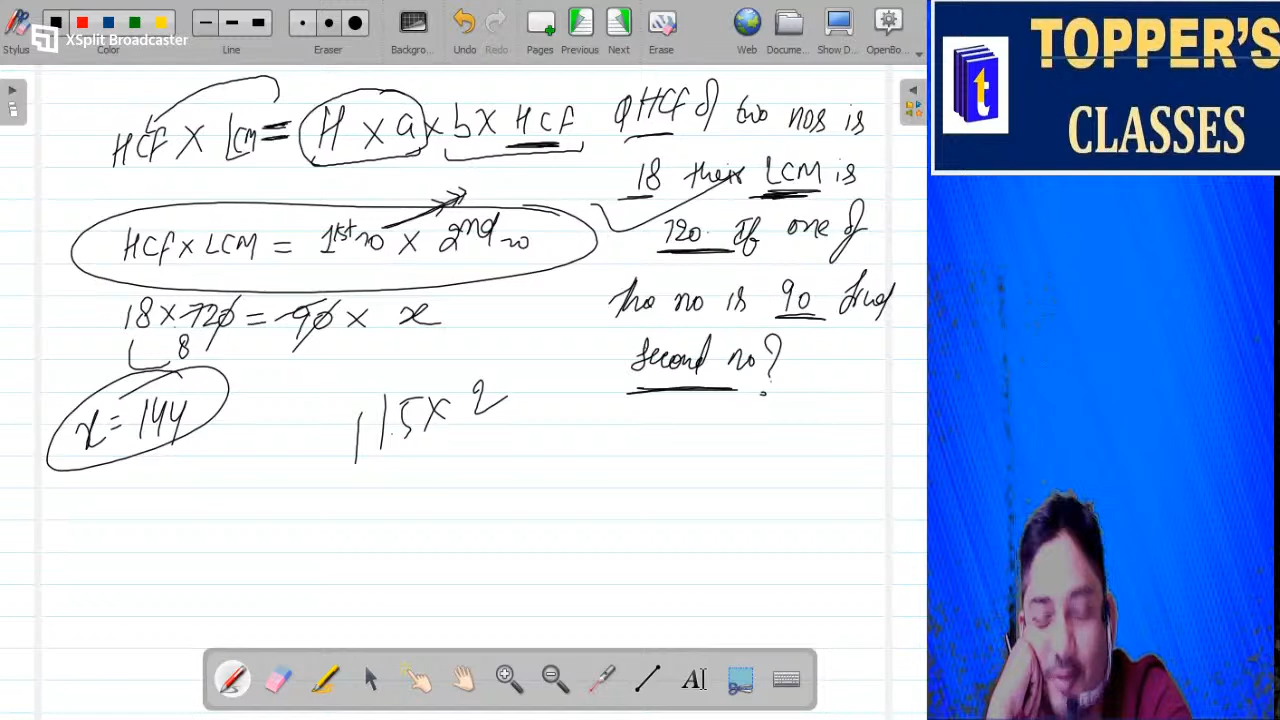 XSplit Broadcaster
Stylus Color Line Eraser Backgro... Undo Redo Pages Previous Next Erase Web Docume... Show D... OpenBo...
TOPPER'S
CLASSES
t
HCF X LCM = H X a X b X HCF
HCF X LCM = 1st no X 2nd no
18 X 720 = 90 X x
8
x = 144
11.5 X 2
Q HCF of two nos is
18 their LCM is
720. If one of
the no is 90 find
second no?